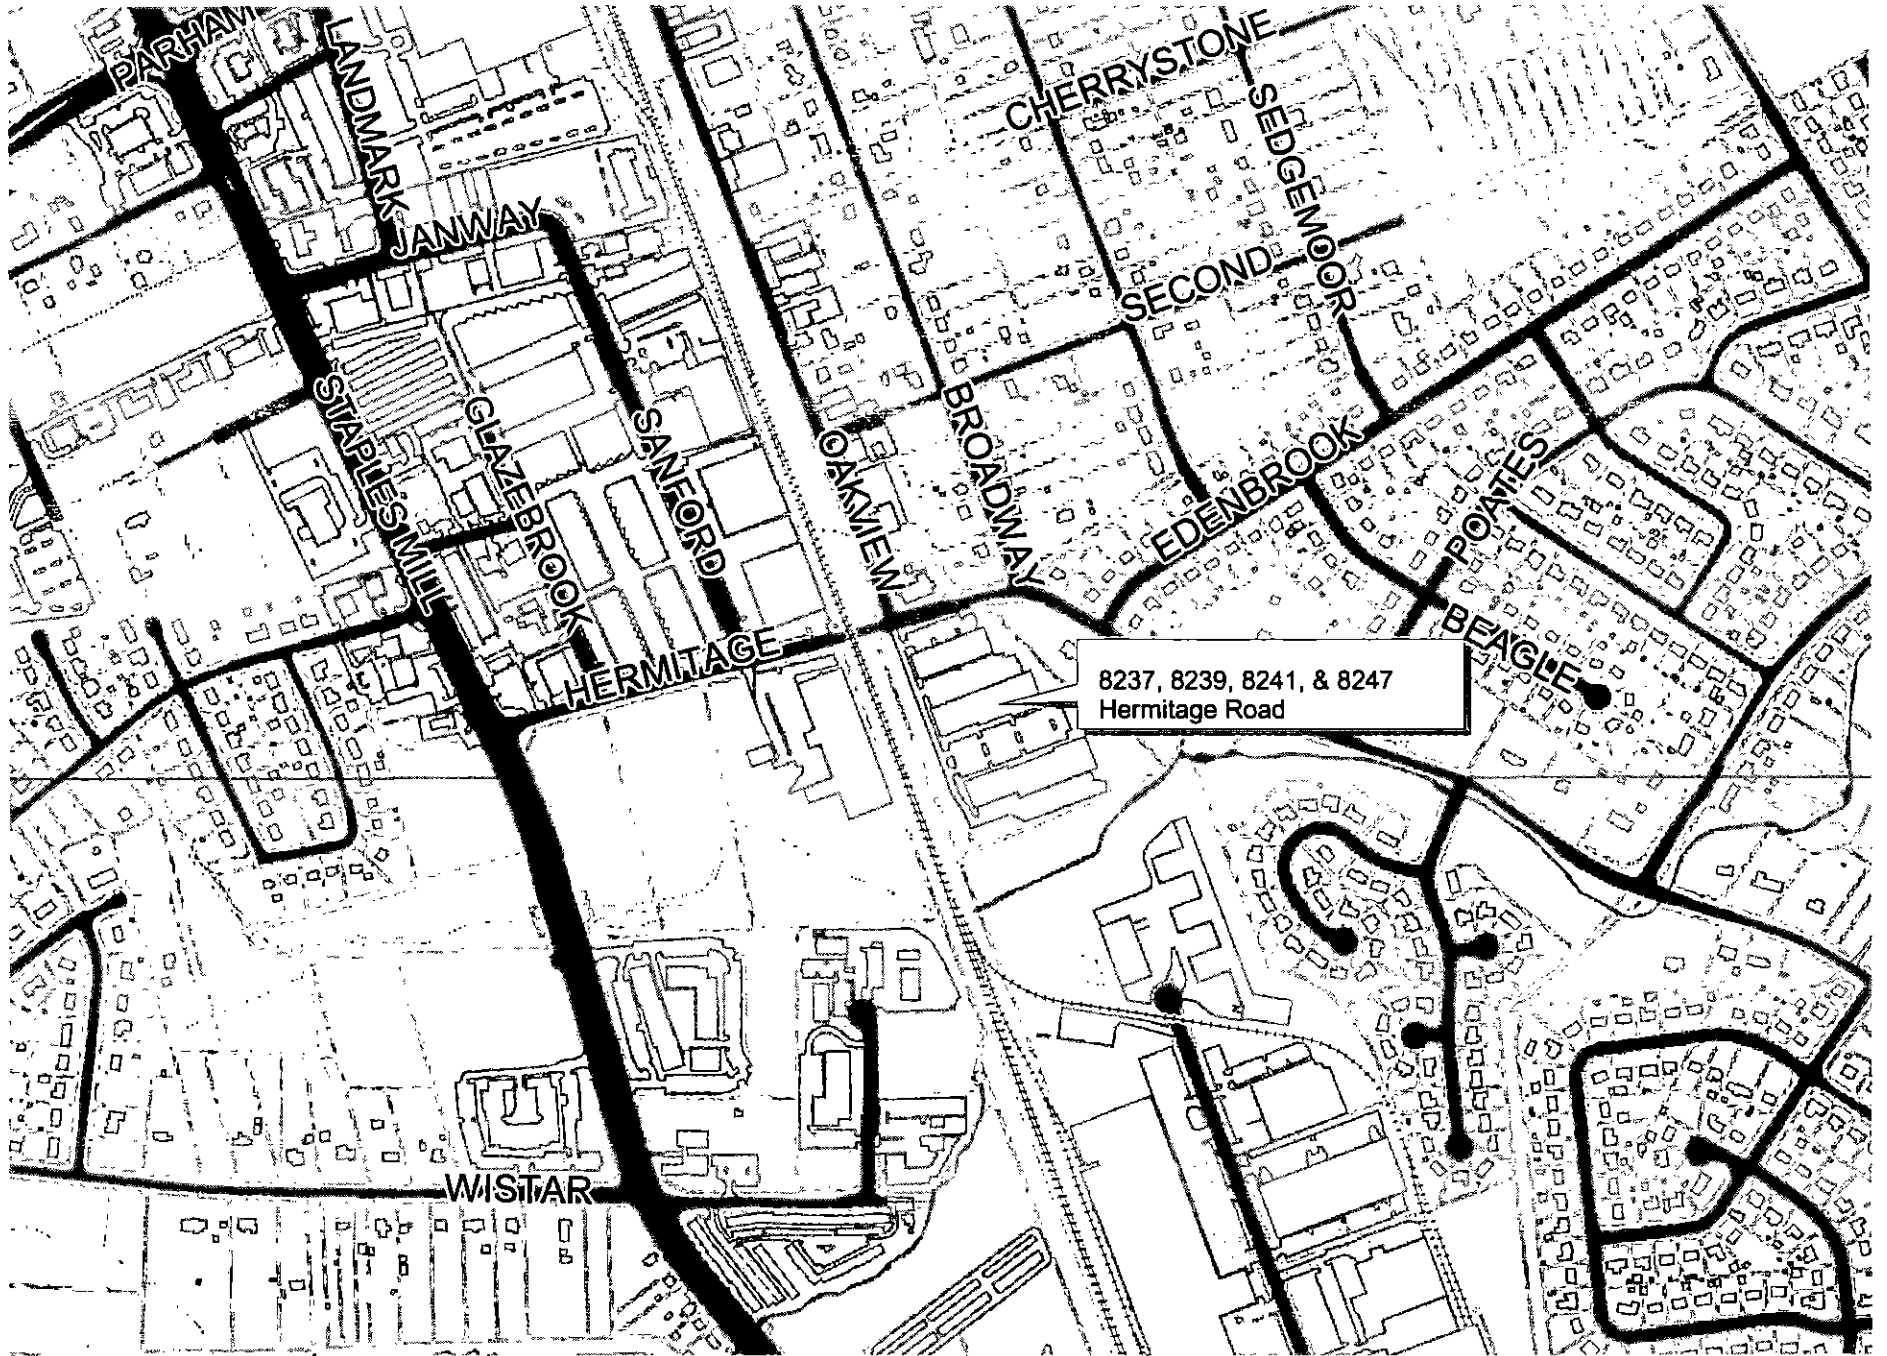 PARHAM
LANDMARK
CHERRYSTONE
SEDGEMOOR
JANWAY
SECOND
STAPLES MILL
GLAZEBROOK
SANFORD
OAKVIEW
BROADWAY
EDENBROOK
POATES
BEAGLE
HERMITAGE
8237, 8239, 8241, & 8247
Hermitage Road
WISTAR